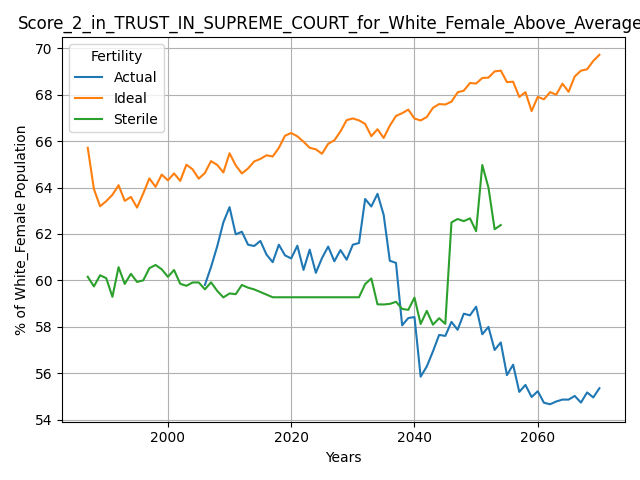 Score_2_in_TRUST_IN_SUPREME_COURT_for_White_Female_Above_Average
Fertility
Actual
Ideal
Sterile
% of White_Female Population
70
68
66
64
62
60
58
56
54
2000
2020
2040
2060
Years